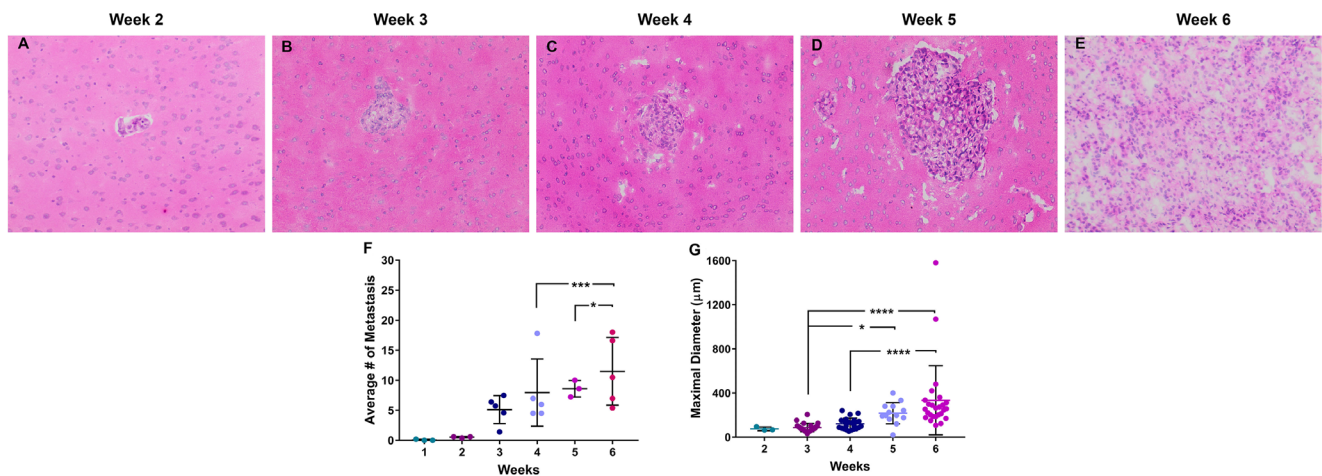 Week 2 Week 3 Week 4 Week 5 Week 6
A B C D E
F
Average # of Metastasis
30
25
20
15
10
5
0
***
*
1 2 3 4 5 6
Weeks
G
Maximal Diameter (μm)
1600
1200
800
400
0
****
*
****
2 3 4 5 6
Weeks